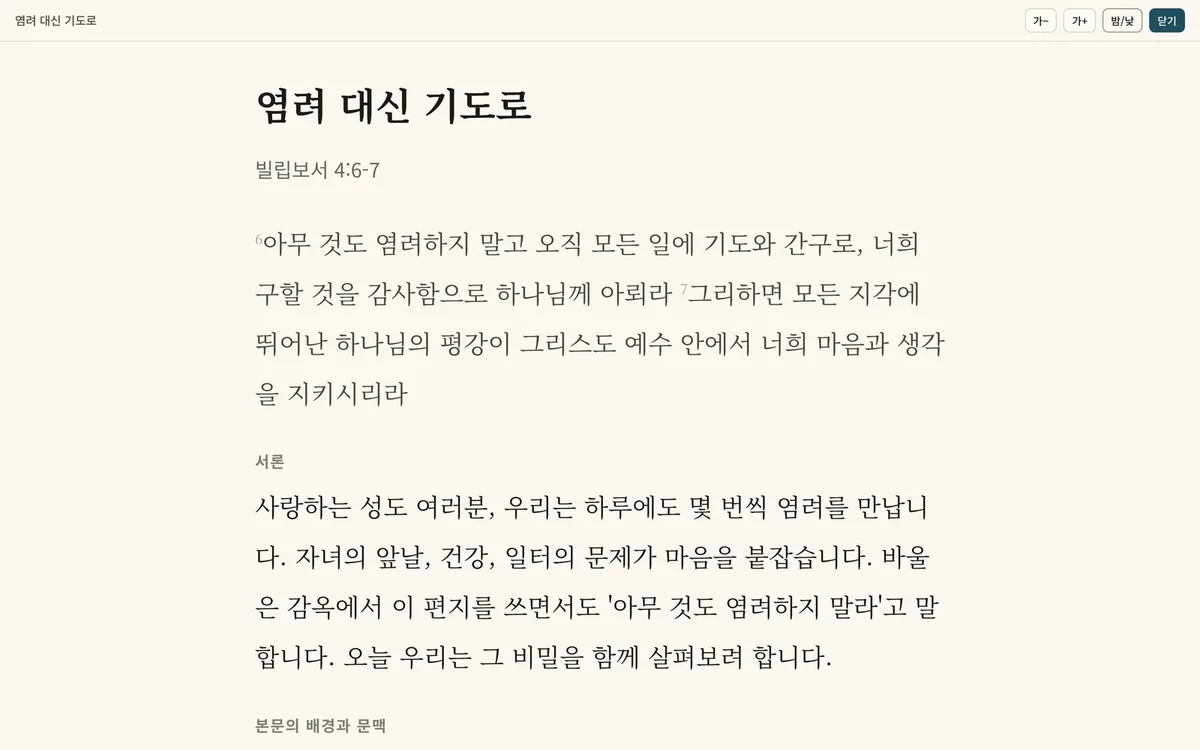 염려 대신 기도로
가−
가+
밤/낮
닫기
염려 대신 기도로
빌립보서 4:6-7
6아무 것도 염려하지 말고 오직 모든 일에 기도와 간구로, 너희
구할 것을 감사함으로 하나님께 아뢰라 7그리하면 모든 지각에
뛰어난 하나님의 평강이 그리스도 예수 안에서 너희 마음과 생각
을 지키시리라
서론
사랑하는 성도 여러분, 우리는 하루에도 몇 번씩 염려를 만납니
다. 자녀의 앞날, 건강, 일터의 문제가 마음을 붙잡습니다. 바울
은 감옥에서 이 편지를 쓰면서도 '아무 것도 염려하지 말라'고 말
합니다. 오늘 우리는 그 비밀을 함께 살펴보려 합니다.
본문의 배경과 문맥